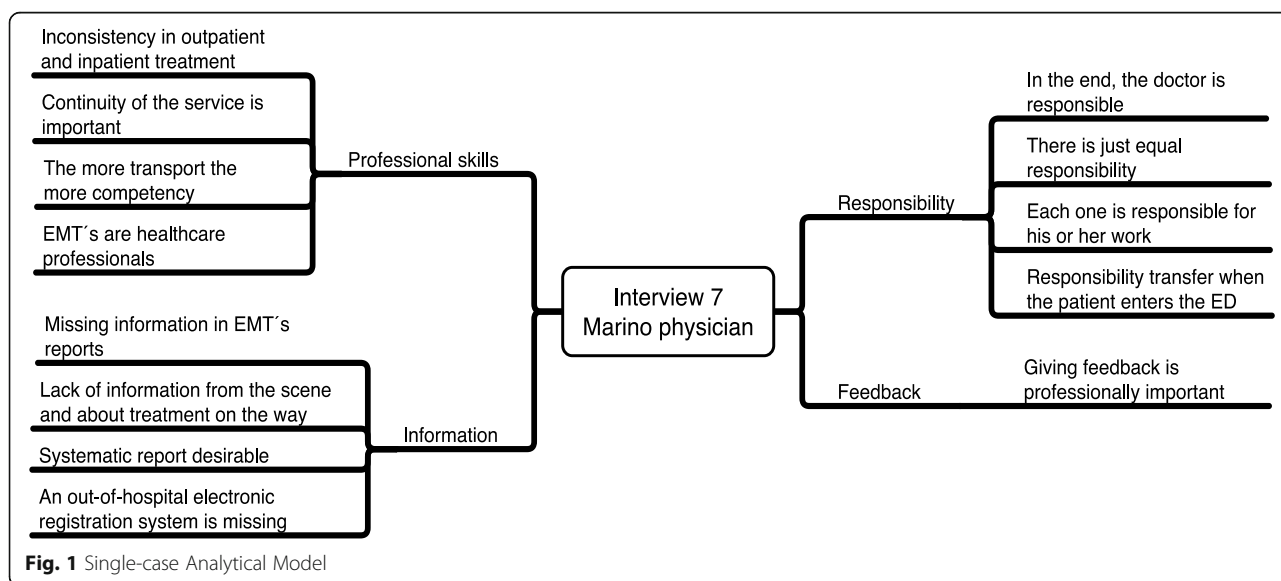 Inconsistency in outpatient
and inpatient treatment
Continuity of the service is
important
The more transport the
more competency
EMT´s are healthcare
professionals
Professional skills
Missing information in EMT´s
reports
Lack of information from the scene
and about treatment on the way
Systematic report desirable
An out-of-hospital electronic
registration system is missing
Information
Interview 7
Marino physician
Responsibility
In the end, the doctor is
responsible
There is just equal
responsibility
Each one is responsible for
his or her work
Responsibility transfer when
the patient enters the ED
Feedback
Giving feedback is
professionally important
Fig. 1 Single-case Analytical Model